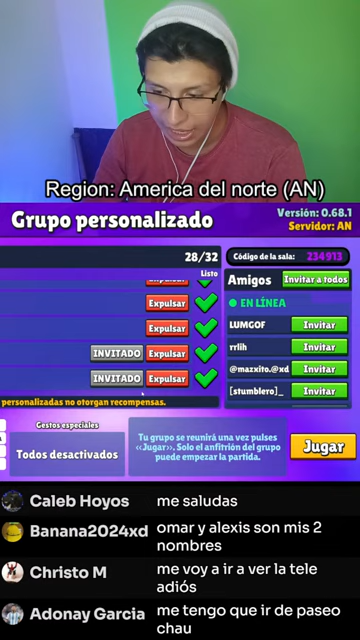 Region: America del norte (AN)
Grupo personalizado
Versión: 0.68.1
Servidor: AN
28/32
Código de la sala: 234913
Listo
Expulsar
Amigos
Invitar a todos
EN LÍNEA
Expulsar
LUMGOF Invitar
Expulsar
rrlih Invitar
INVITADO Expulsar
@mazxito.@xd Invitar
INVITADO Expulsar
[stumblero]_ Invitar
personalizadas no otorgan recompensas.
Gestos especiales
Todos desactivados
Tu grupo se reunirá una vez pulses
«Jugar». Solo el anfitrión del grupo
puede empezar la partida.
Jugar
Caleb Hoyos me saludas
Banana2024xd omar y alexis son mis 2
nombres
Christo M me voy a ir a ver la tele
adiós
Adonay Garcia me tengo que ir de paseo
chau